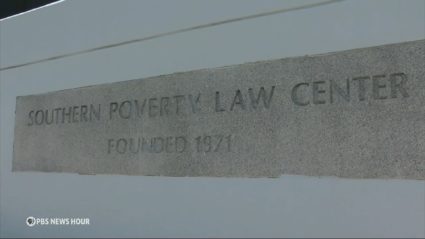 SOUTHERN POVERTY LAW CENTER
FOUNDED 1971
PBS NEWS HOUR